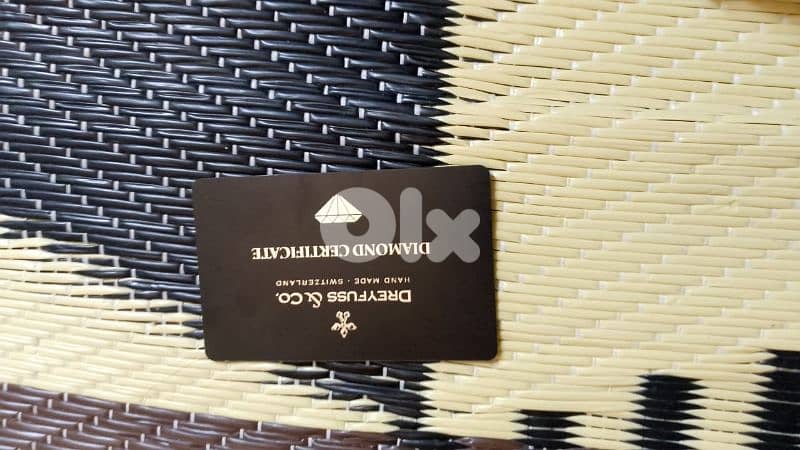 DREYFUSS & CO.
HAND MADE · SWITZERLAND
DIAMOND CERTIFICATE
OLX